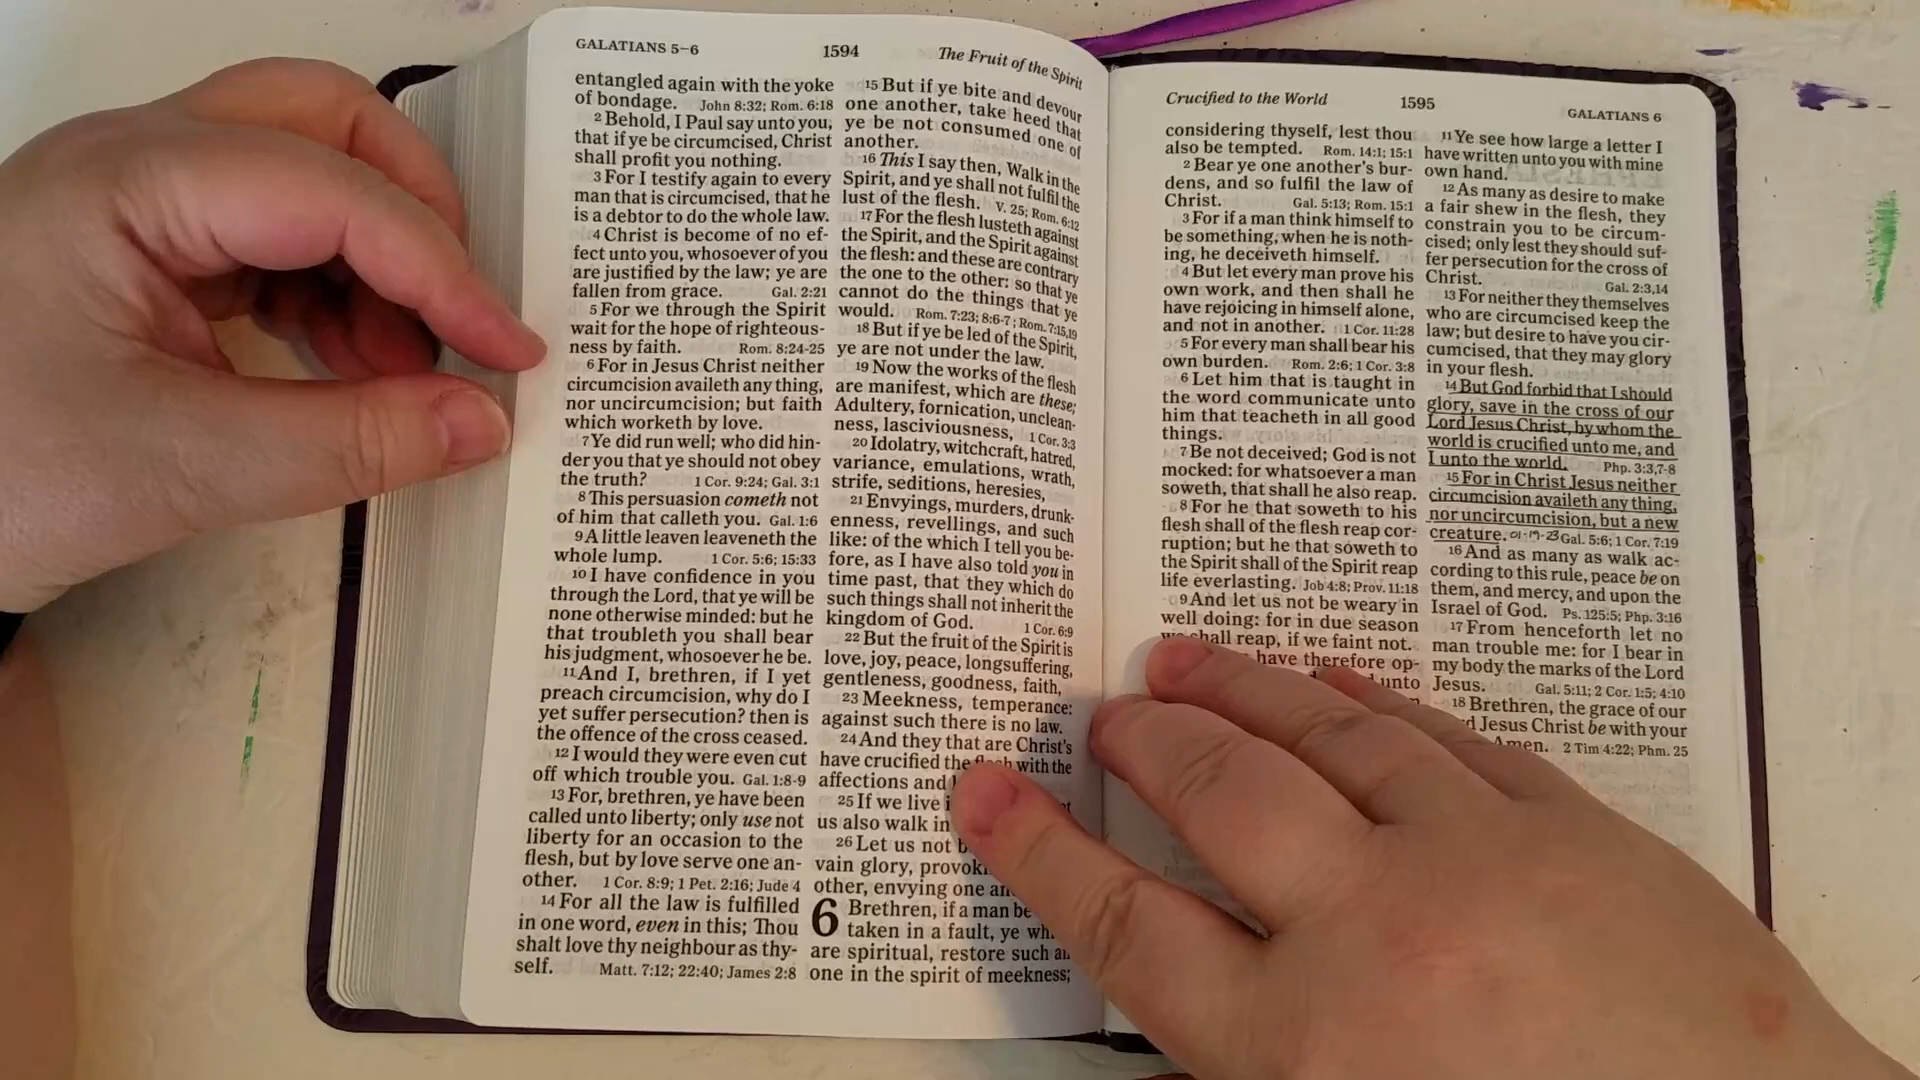 GALATIANS 5–6
1594
The Fruit of the Spirit
entangled again with the yoke
of bondage. John 8:32; Rom. 6:18
2 Behold, I Paul say unto you,
that if ye be circumcised, Christ
shall profit you nothing.
3 For I testify again to every
man that is circumcised, that he
is a debtor to do the whole law.
4 Christ is become of no ef-
fect unto you, whosoever of you
are justified by the law; ye are
fallen from grace. Gal. 2:21
5 For we through the Spirit
wait for the hope of righteous-
ness by faith. Rom. 8:24-25
6 For in Jesus Christ neither
circumcision availeth any thing,
nor uncircumcision; but faith
which worketh by love.
7 Ye did run well; who did hin-
der you that ye should not obey
the truth? 1 Cor. 9:24; Gal. 3:1
8 This persuasion cometh not
of him that calleth you. Gal. 1:6
9 A little leaven leaveneth the
whole lump. 1 Cor. 5:6; 15:33
10 I have confidence in you
through the Lord, that ye will be
none otherwise minded: but he
that troubleth you shall bear
his judgment, whosoever he be.
11 And I, brethren, if I yet
preach circumcision, why do I
yet suffer persecution? then is
the offence of the cross ceased.
12 I would they were even cut
off which trouble you. Gal. 1:8-9
13 For, brethren, ye have been
called unto liberty; only use not
liberty for an occasion to the
flesh, but by love serve one an-
other. 1 Cor. 8:9; 1 Pet. 2:16; Jude 4
14 For all the law is fulfilled
in one word, even in this; Thou
shalt love thy neighbour as thy-
self. Matt. 7:12; 22:40; James 2:8
15 But if ye bite and devour
one another, take heed that
ye be not consumed one of
another.
16 This I say then, Walk in the
Spirit, and ye shall not fulfil the
lust of the flesh. V. 25; Rom. 6:12
17 For the flesh lusteth against
the Spirit, and the Spirit against
the flesh: and these are contrary
the one to the other: so that ye
cannot do the things that ye
would. Rom. 7:23; 8:6-7; Rom. 7:15,19
18 But if ye be led of the Spirit,
ye are not under the law.
19 Now the works of the flesh
are manifest, which are these;
Adultery, fornication, unclean-
ness, lasciviousness, 1 Cor. 3:3
20 Idolatry, witchcraft, hatred,
variance, emulations, wrath,
strife, seditions, heresies,
21 Envyings, murders, drunk-
enness, revellings, and such
like: of the which I tell you be-
fore, as I have also told you in
time past, that they which do
such things shall not inherit the
kingdom of God. 1 Cor. 6:9
22 But the fruit of the Spirit is
love, joy, peace, longsuffering,
gentleness, goodness, faith,
23 Meekness, temperance:
against such there is no law.
24 And they that are Christ's
have crucified the flesh with the
affections and
25 If we live
us also walk in
26 Let us not
vain glory,
other, envying one
6 Brethren, if a man be
taken in a fault, ye
are spiritual, restore such
one in the spirit of meekness;
Crucified to the World
1595
GALATIANS 6
considering thyself, lest thou
also be tempted. Rom. 14:1; 15:1
2 Bear ye one another's bur-
dens, and so fulfil the law of
Christ. Gal. 5:13; Rom. 15:1
3 For if a man think himself to
be something, when he is noth-
ing, he deceiveth himself.
4 But let every man prove his
own work, and then shall he
have rejoicing in himself alone,
and not in another. 1 Cor. 11:28
5 For every man shall bear his
own burden. Rom. 2:6; 1 Cor. 3:8
6 Let him that is taught in
the word communicate unto
him that teacheth in all good
things.
7 Be not deceived; God is not
mocked: for whatsoever a man
soweth, that shall he also reap.
8 For he that soweth to his
flesh shall of the flesh reap cor-
ruption; but he that soweth to
the Spirit shall of the Spirit reap
life everlasting. Job 4:8; Prov. 11:18
9 And let us not be weary in
well doing: for in due season
we shall reap, if we faint not.
have therefore op-
unto
11 Ye see how large a letter I
have written unto you with mine
own hand.
12 As many as desire to make
a fair shew in the flesh, they
constrain you to be circum-
cised; only lest they should suf-
fer persecution for the cross of
Christ. Gal. 2:3,14
13 For neither they themselves
who are circumcised keep the
law; but desire to have you cir-
cumcised, that they may glory
in your flesh.
14 But God forbid that I should
glory, save in the cross of our
Lord Jesus Christ, by whom the
world is crucified unto me, and
I unto the world. Php. 3:3,7-8
15 For in Christ Jesus neither
circumcision availeth any thing,
nor uncircumcision, but a new
creature. 01-19-23 Gal. 5:6; 1 Cor. 7:19
16 And as many as walk ac-
cording to this rule, peace be on
them, and mercy, and upon the
Israel of God. Ps. 125:5; Php. 3:16
17 From henceforth let no
man trouble me: for I bear in
my body the marks of the Lord
Jesus. Gal. 5:11; 2 Cor. 1:5; 4:10
18 Brethren, the grace of our
Jesus Christ be with your
Amen. 2 Tim 4:22; Phm. 25